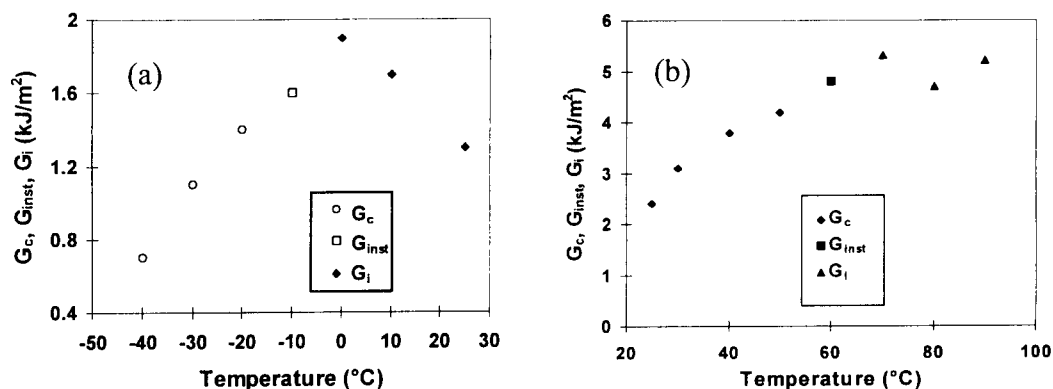 (a)
G_c, G_inst, G_i (kJ/m²)
2
1.6
1.2
0.8
0.4
-50 -40 -30 -20 -10 0 10 20 30
Temperature (°C)
G_c
G_inst
G_i
(b)
G_c, G_inst, G_i (kJ/m²)
6
5
4
3
2
1
0
20 40 60 80 100
Temperature (°C)
G_c
G_inst
G_i